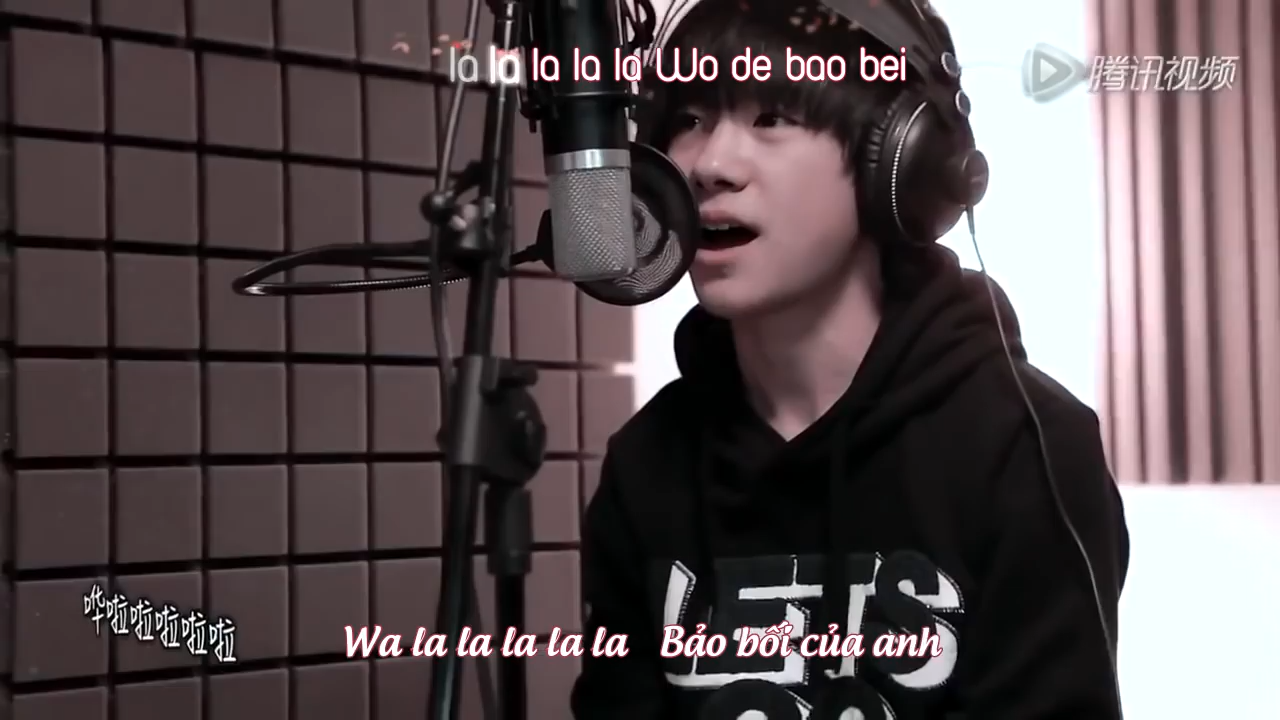 la la la la la Wo de bao bei
腾讯视频
哗啦啦啦啦啦
Wa la la la la la Bảo bối của anh
LETS